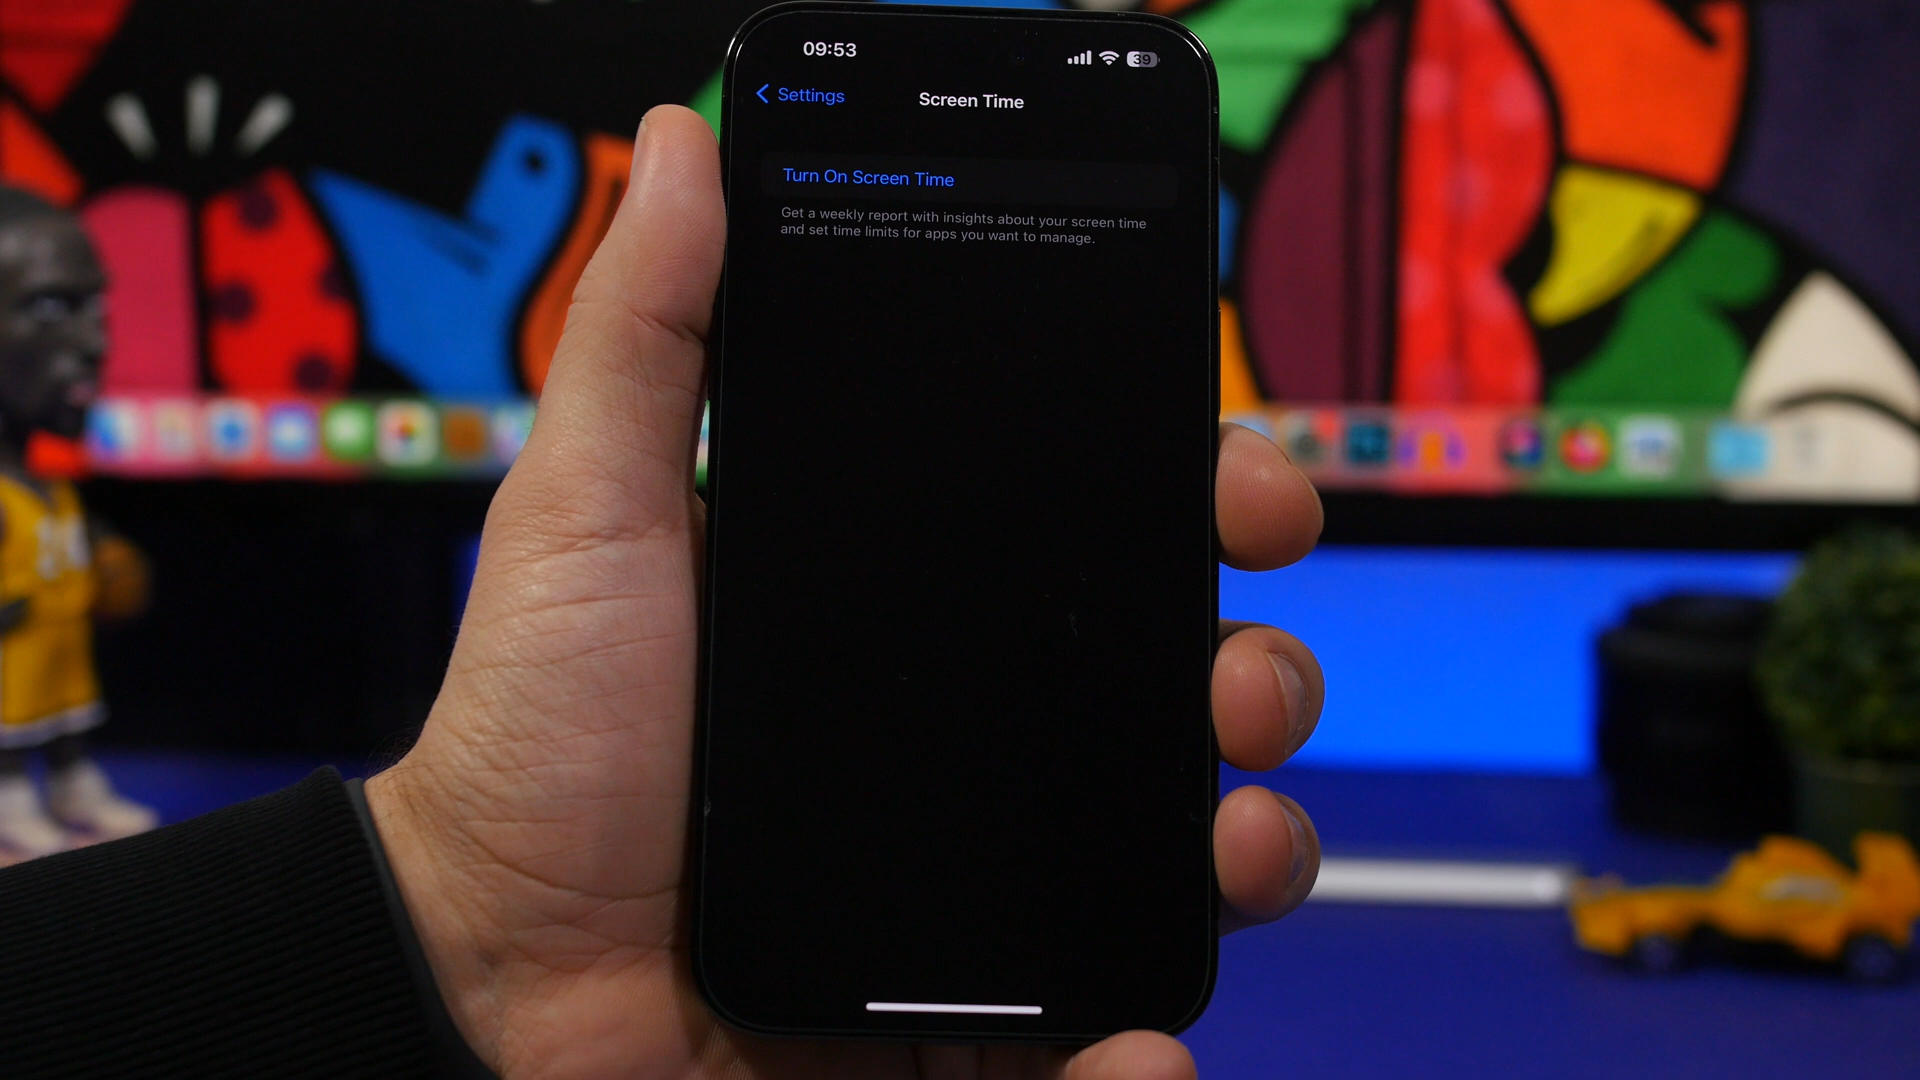 09:53
39
Settings
Screen Time
Turn On Screen Time
Get a weekly report with insights about your screen time
and set time limits for apps you want to manage.